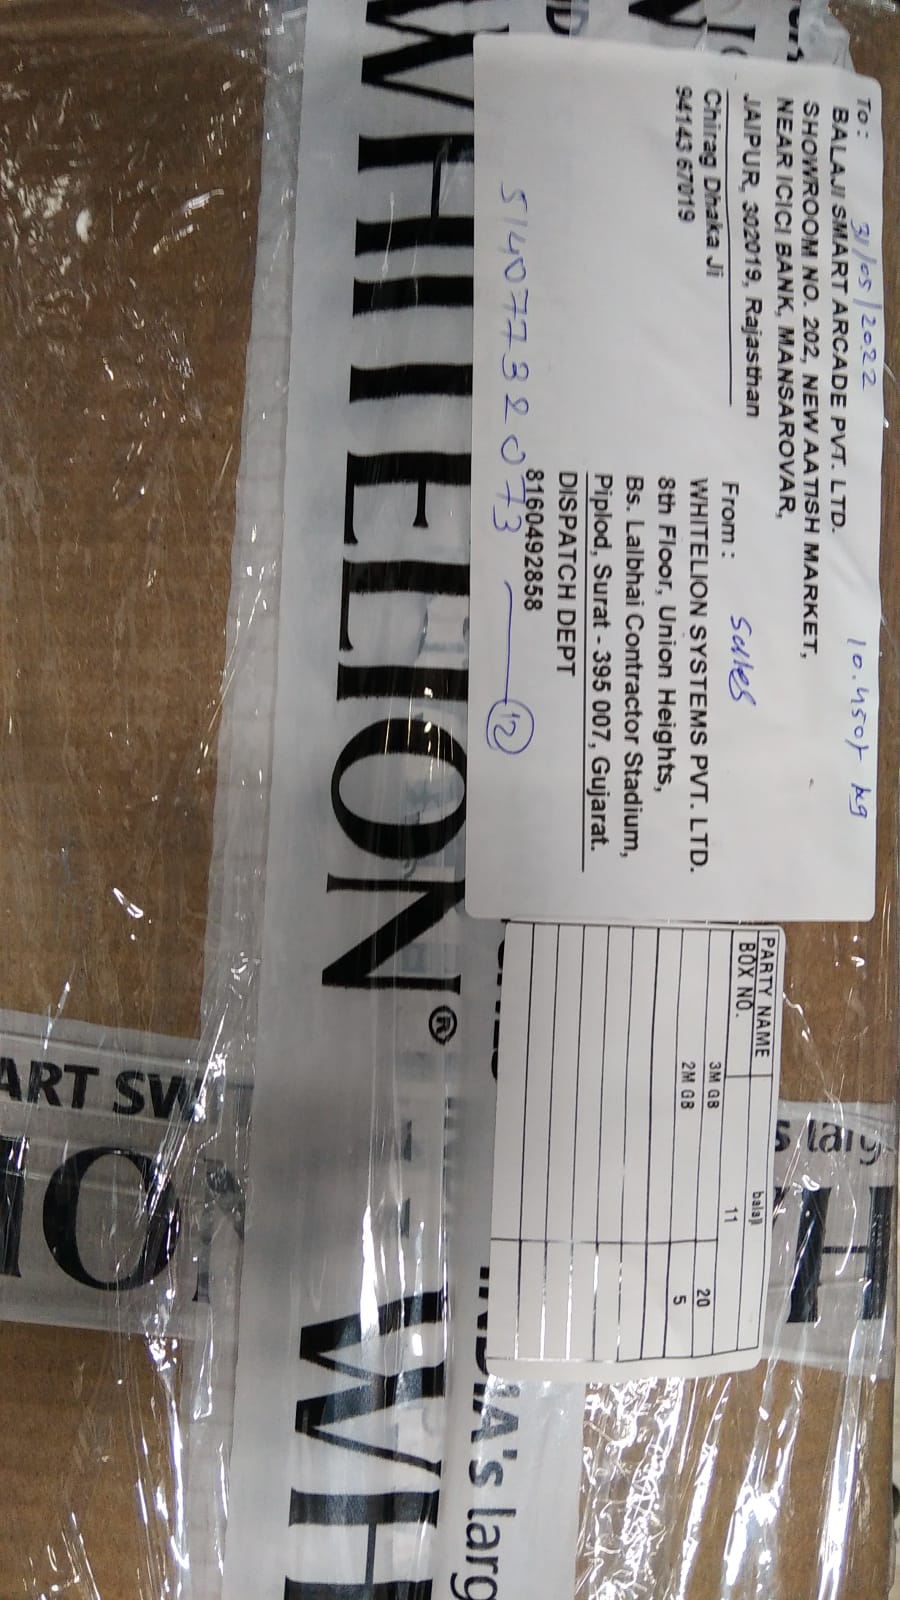 To: 31/05/2022 10.450 kg
BALAJI SMART ARCADE PVT. LTD.
SHOWROOM NO. 202, NEW AATISH MARKET,
NEAR ICICI BANK, MANSAROVAR,
JAIPUR, 302019, Rajasthan
Chirag Dhaka Ji
94143 67019
From: Sales
WHITELION SYSTEMS PVT. LTD.
8th Floor, Union Heights,
Bs. Lalbhai Contractor Stadium,
Piplod, Surat - 395 007, Gujarat.
DISPATCH DEPT
8160492858
51407732073 12
PARTY NAME balaji
BOX NO. 11
3M GB 20
2M GB 5
WHITELION® WH
INDIA's larg
ART SW
IO
s larg
H